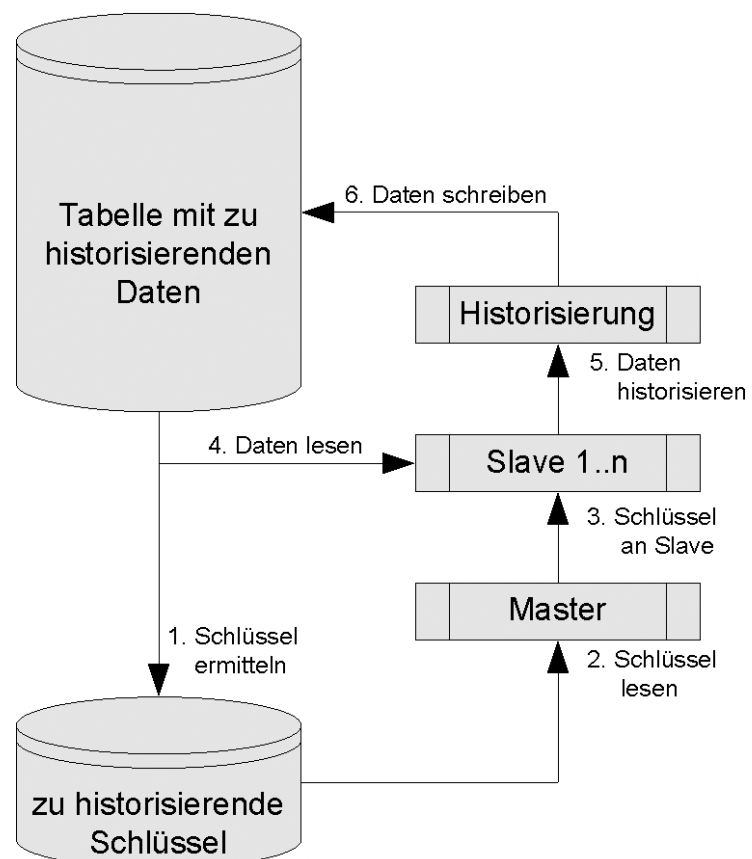 6. Daten schreiben
Tabelle mit zu
historisierenden
Daten
Historisierung
5. Daten
historisieren
4. Daten lesen
Slave 1..n
3. Schlüssel
an Slave
Master
1. Schlüssel
ermitteln
2. Schlüssel
lesen
zu historisierende
Schlüssel